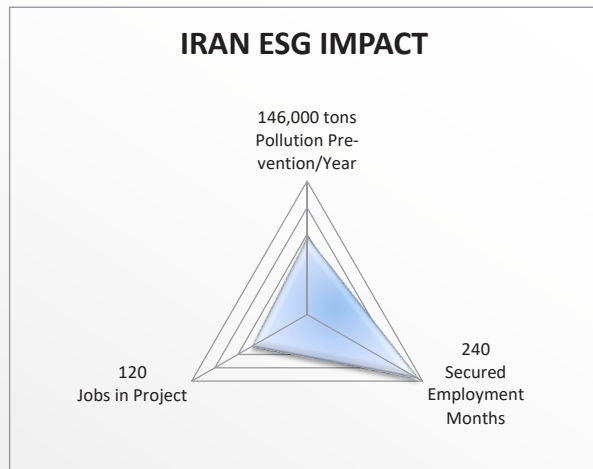 IRAN ESG IMPACT
146,000 tons
Pollution Pre-
vention/Year
120
Jobs in Project
240
Secured
Employment
Months